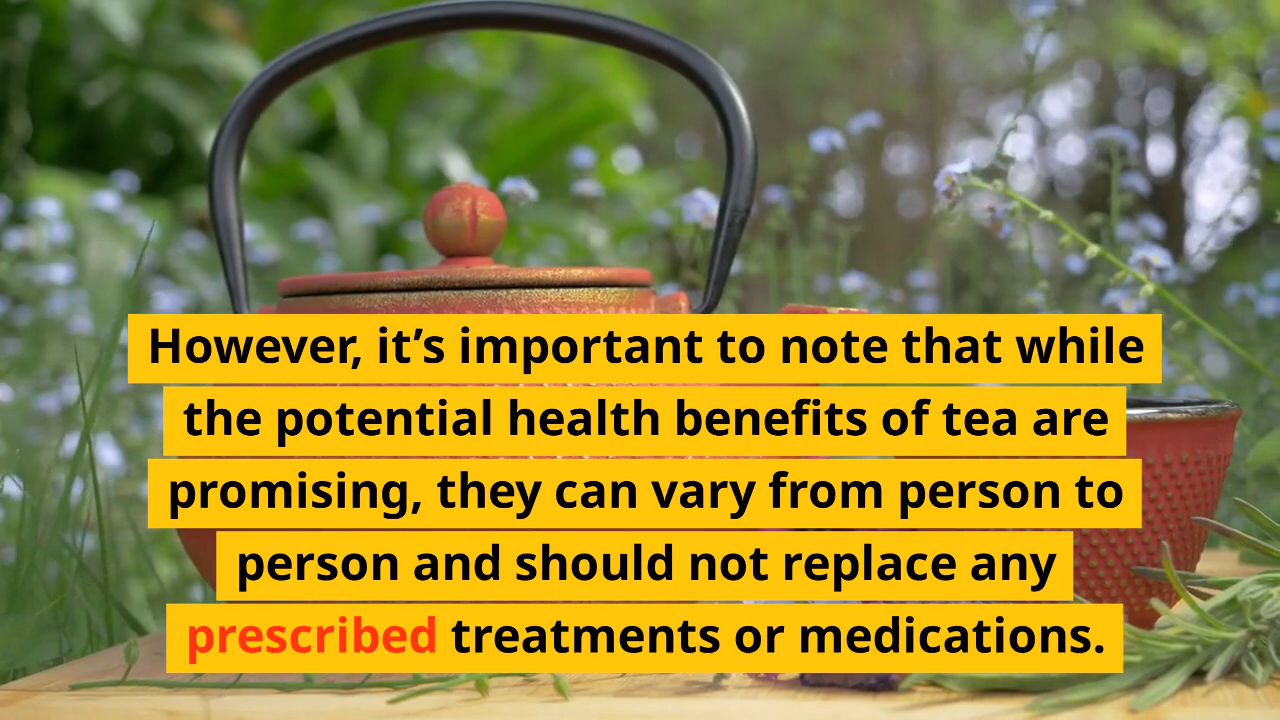 However, it’s important to note that while
the potential health benefits of tea are
promising, they can vary from person to
person and should not replace any
prescribed treatments or medications.